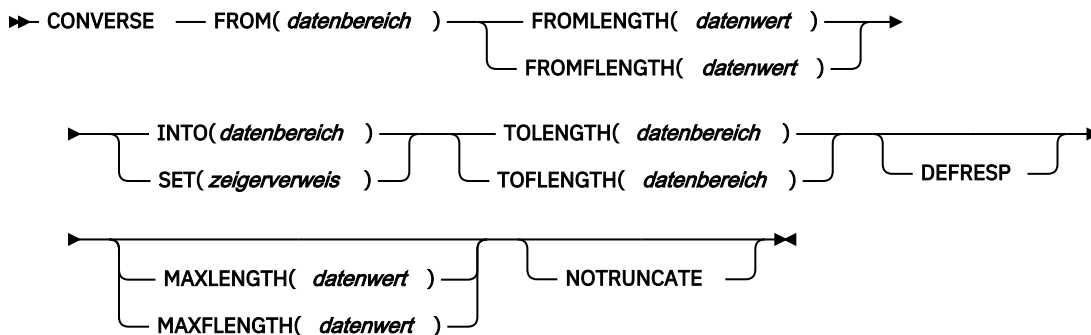 CONVERSE FROM( datenbereich ) FROMLENGTH( datenwert )
FROMFLENGTH( datenwert )
INTO( datenbereich ) TOLENGTH( datenbereich )
SET( zeigerverweis ) TOFLENGTH( datenbereich ) DEFRESP
MAXLENGTH( datenwert ) NOTRUNCATE
MAXFLENGTH( datenwert )